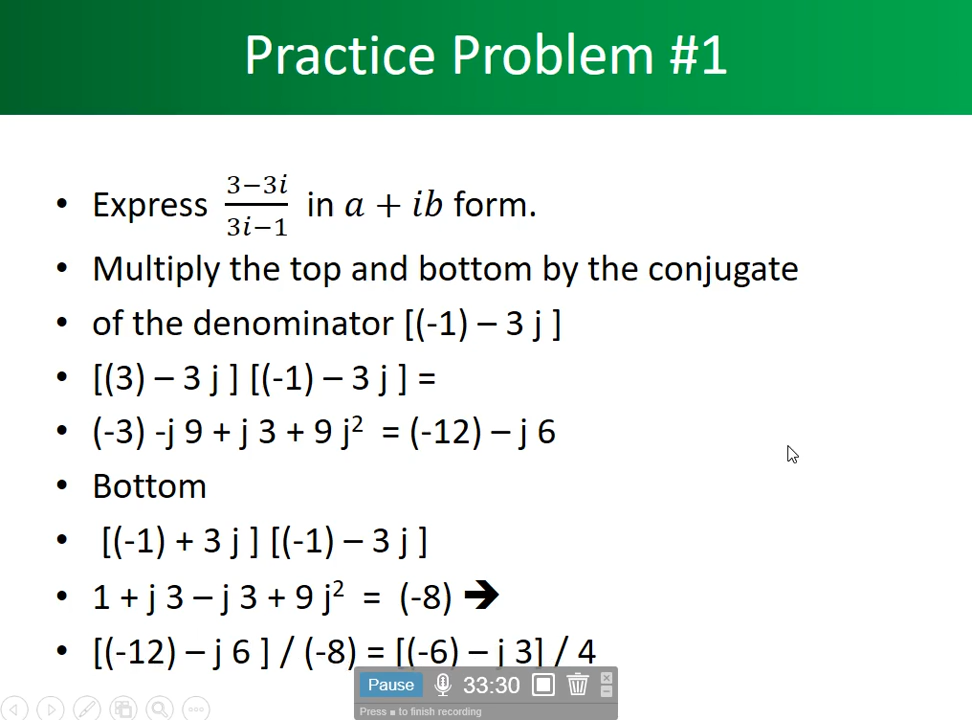 Practice Problem #1
• Express 3−3i/3i−1 in a + ib form.
• Multiply the top and bottom by the conjugate
• of the denominator [(-1) – 3 j ]
• [(3) – 3 j ] [(-1) – 3 j ] =
• (-3) -j 9 + j 3 + 9 j² = (-12) – j 6
• Bottom
• [(-1) + 3 j ] [(-1) – 3 j ]
• 1 + j 3 – j 3 + 9 j² = (-8) ➔
• [(-12) – j 6 ] / (-8) = [(-6) – j 3] / 4
Pause 33:30
Press ■ to finish recording